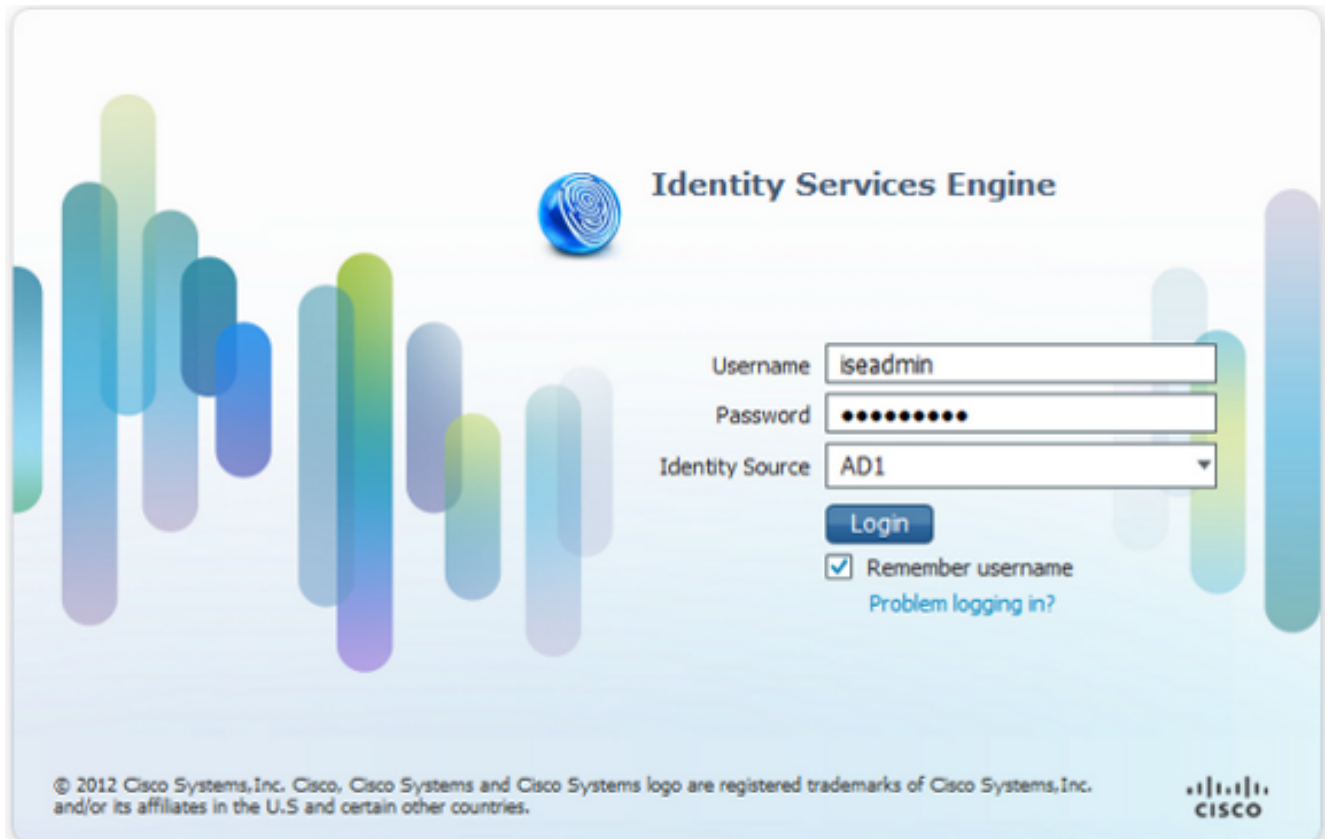 Identity Services Engine
Username iseadmin
Password •••••••••
Identity Source AD1
Login
Remember username
Problem logging in?
© 2012 Cisco Systems,Inc. Cisco, Cisco Systems and Cisco Systems logo are registered trademarks of Cisco Systems,Inc.
and/or its affiliates in the U.S and certain other countries.
CISCO